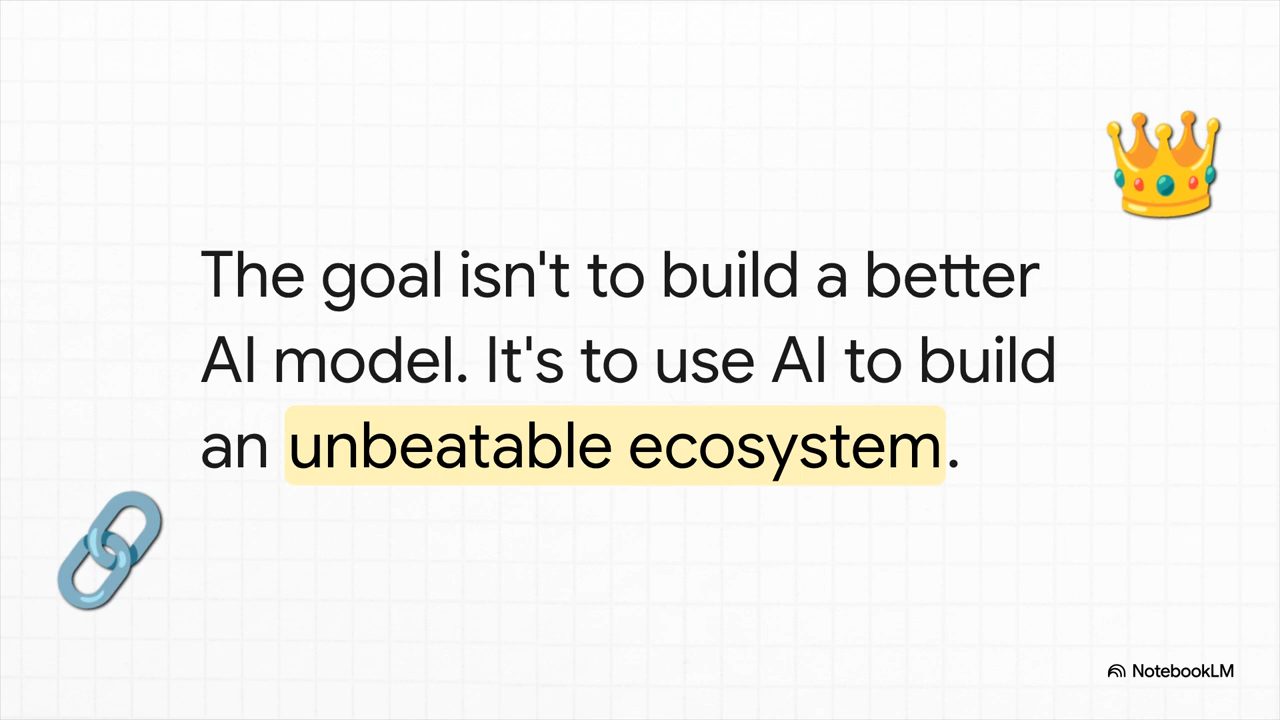 The goal isn't to build a better
AI model. It's to use AI to build
an unbeatable ecosystem.
NotebookLM